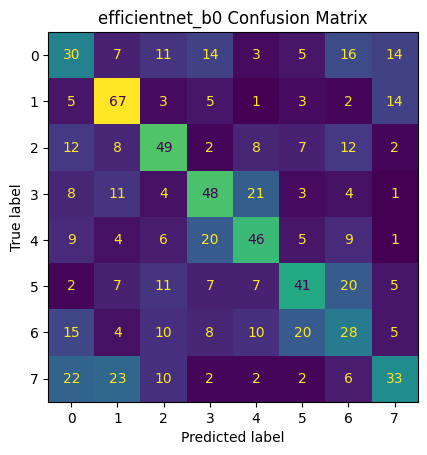 efficientnet_b0 Confusion Matrix
0 30 7 11 14 3 5 16 14
1 5 67 3 5 1 3 2 14
2 12 8 49 2 8 7 12 2
3 8 11 4 48 21 3 4 1
4 9 4 6 20 46 5 9 1
5 2 7 11 7 7 41 20 5
6 15 4 10 8 10 20 28 5
7 22 23 10 2 2 2 6 33
0 1 2 3 4 5 6 7
True label
Predicted label